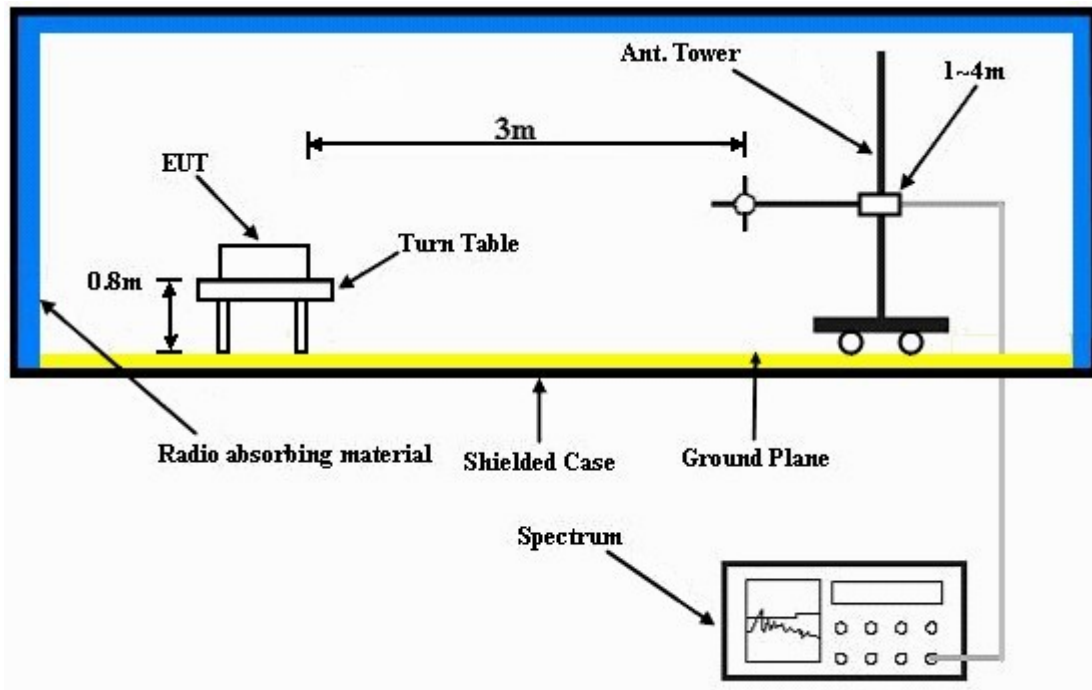 Ant. Tower
1~4m
3m
EUT
Turn Table
0.8m
Radio absorbing material
Shielded Case
Ground Plane
Spectrum